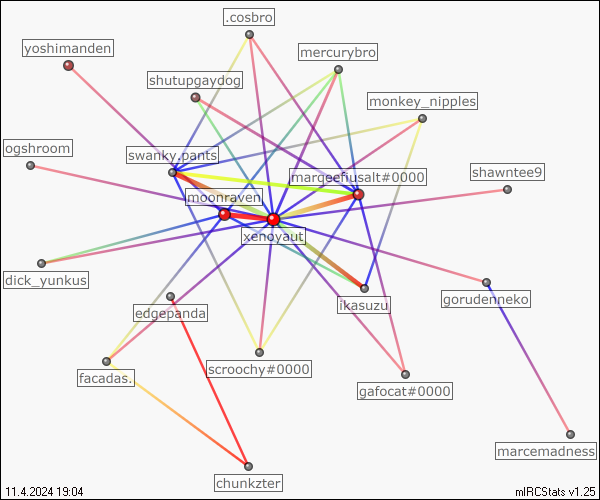 .cosbro
yoshimanden
mercurybro
shutupgaydog
monkey_nipples
ogshroom
swanky.pants
shawntee9
margeefiusalt#0000
moonraven
xenoyaut
dick_yunkus
gorudenneko
ikasuzu
edgepanda
scroochy#0000
facadas.
gafocat#0000
marcemadness
chunkzter
11.4.2024 19:04
mIRCStats v1.25